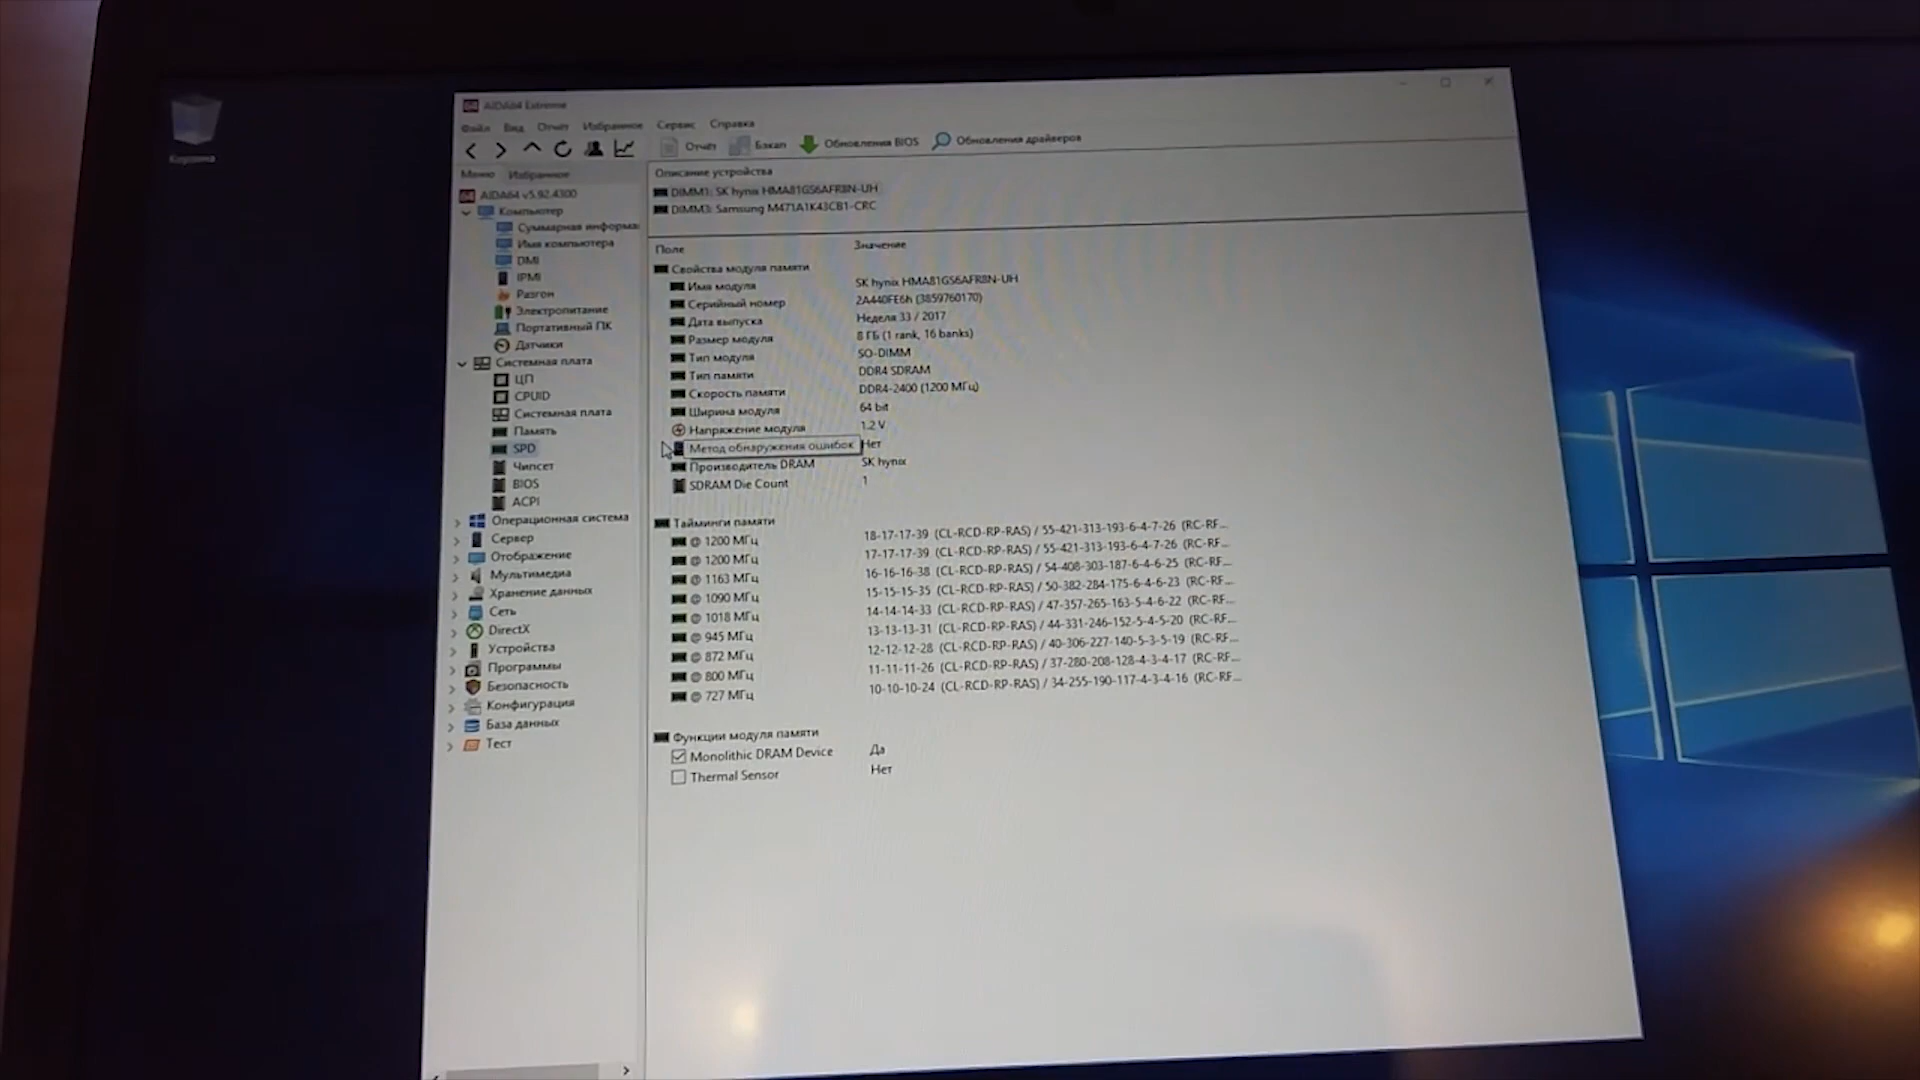 Корзина
AIDA64 Extreme
Файл Вид Отчёт Избранное Сервис Справка
Отчёт Бэкап Обновления BIOS Обновления драйверов
Меню Избранное
AIDA64 v5.92.4300
Компьютер
Суммарная информа
Имя компьютера
DMI
IPMI
Разгон
Электропитание
Портативный ПК
Датчики
Системная плата
ЦП
CPUID
Системная плата
Память
SPD
Чипсет
BIOS
ACPI
Операционная система
Сервер
Отображение
Мультимедиа
Хранение данных
Сеть
DirectX
Устройства
Программы
Безопасность
Конфигурация
База данных
Тест
Описание устройства
DIMM1: SK hynix HMA81GS6AFR8N-UH
DIMM3: Samsung M471A1K43CB1-CRC
Поле Значение
Свойства модуля памяти
Имя модуля SK hynix HMA81GS6AFR8N-UH
Серийный номер 2A440FE6h (3859760170)
Дата выпуска Неделя 33 / 2017
Размер модуля 8 ГБ (1 rank, 16 banks)
Тип модуля SO-DIMM
Тип памяти DDR4 SDRAM
Скорость памяти DDR4-2400 (1200 МГц)
Ширина модуля 64 bit
Напряжение модуля 1.2 V
Метод обнаружения ошибок Нет
Производитель DRAM SK hynix
SDRAM Die Count 1
Тайминги памяти
@ 1200 МГц 18-17-17-39 (CL-RCD-RP-RAS) / 55-421-313-193-6-4-7-26 (RC-RF...
@ 1200 МГц 17-17-17-39 (CL-RCD-RP-RAS) / 55-421-313-193-6-4-7-26 (RC-RF...
@ 1163 МГц 16-16-16-38 (CL-RCD-RP-RAS) / 54-408-303-187-6-4-6-25 (RC-RF...
@ 1090 МГц 15-15-15-35 (CL-RCD-RP-RAS) / 50-382-284-175-6-4-6-23 (RC-RF...
@ 1018 МГц 14-14-14-33 (CL-RCD-RP-RAS) / 47-357-265-163-5-4-6-22 (RC-RF...
@ 945 МГц 13-13-13-31 (CL-RCD-RP-RAS) / 44-331-246-152-5-4-5-20 (RC-RF...
@ 872 МГц 12-12-12-28 (CL-RCD-RP-RAS) / 40-306-227-140-5-3-5-19 (RC-RF...
@ 800 МГц 11-11-11-26 (CL-RCD-RP-RAS) / 37-280-208-128-4-3-4-17 (RC-RF...
@ 727 МГц 10-10-10-24 (CL-RCD-RP-RAS) / 34-255-190-117-4-3-4-16 (RC-RF...
Функции модуля памяти
Monolithic DRAM Device Да
Thermal Sensor Нет